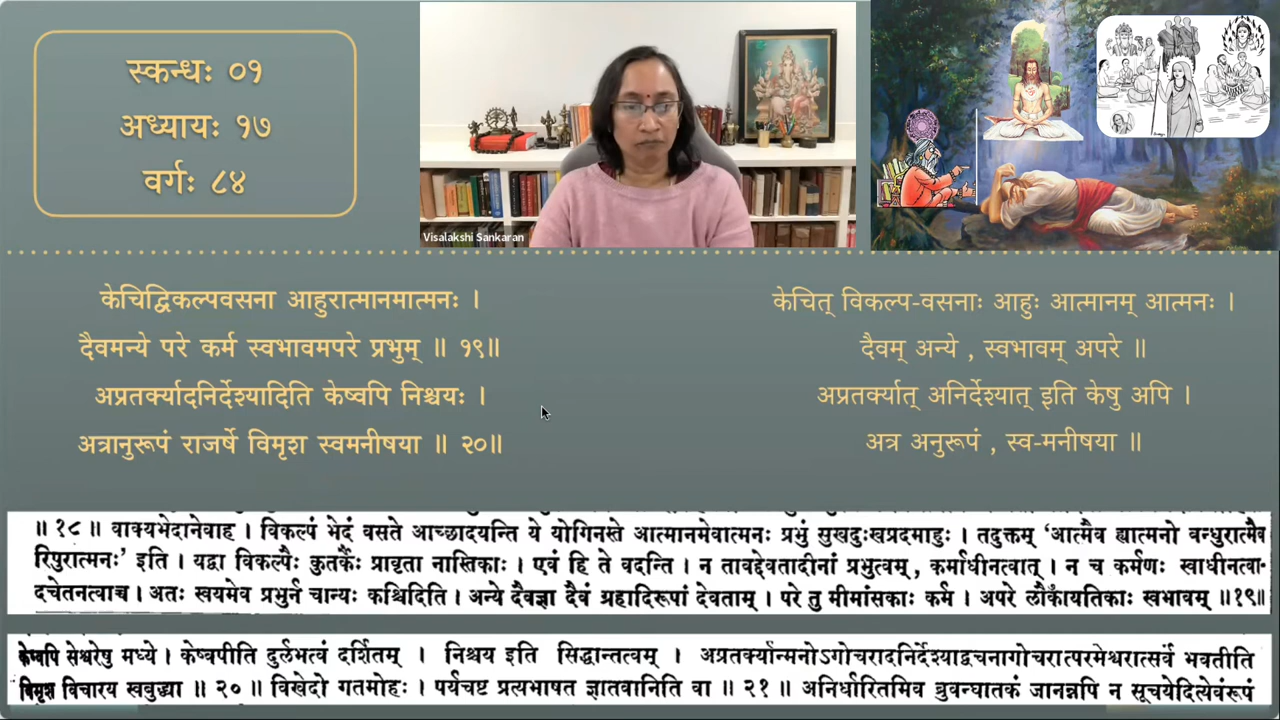 स्कन्धः ०१
अध्यायः १७
वर्गः ८४
Visalakshi Sankaran
केचिद्विकल्पवसना आहुरात्मानमात्मनः ।
दैवमन्ये परे कर्म स्वभावमपरे प्रभुम् ॥ १९॥
अप्रतर्क्यादनिर्देश्यादिति केष्वपि निश्चयः ।
अत्रानुरूपं राजर्षे विमृश स्वमनीषया ॥ २०॥
केचित् विकल्प-वसनाः आहुः आत्मानम् आत्मनः ।
दैवम् अन्ये , स्वभावम् अपरे ॥
अप्रतर्क्यात् अनिर्देश्यात् इति केषु अपि ।
अत्र अनुरूपं , स्व-मनीषया ॥
॥ १८ ॥ वाक्यभेदानेवाह । विकल्पं भेदं वसते आच्छादयन्ति ये योगिनस्ते आत्मानमेवात्मनः प्रभुं सुखदुःखप्रदमाहुः । तदुक्तम् ‘आत्मैव ह्यात्मनो बन्धुरात्मैव
रिपुरात्मनः’ इति । यद्वा विकल्पैः कुतर्कैः प्रावृता नास्तिकाः । एवं हि ते वदन्ति । न तावद्देवतादीनां प्रभुत्वम्, कर्माधीनत्वात् । न च कर्मणः स्वाधीनत्वा-
दचेतनत्वाच्च । अतः स्वयमेव प्रभुर्न चान्यः कश्चिदिति । अन्ये दैवज्ञा दैवं ग्रहादिरूपां देवताम् । परे तु मीमांसकाः कर्म । अपरे लौकायतिकाः स्वभावम् ॥१९॥
केष्वपि सेश्वरेषु मध्ये । केष्वपीति दुर्लभत्वं दर्शितम् । निश्चय इति सिद्धान्तत्वम् । अप्रतर्क्यान्मनोऽगोचरादनिर्देश्याद्वचनागोचरात्परमेश्वरात्सर्वं भवतीति
विमृश विचारय स्वबुद्ध्या ॥ २० ॥ विखेदो गतमोहः । पर्यचष्ट प्रत्यभाषत ज्ञातवानिति वा ॥ २१ ॥ अनिर्धारितमिव ब्रुवन्घातकं जानन्नपि न सूचयेदित्येवंरूपं